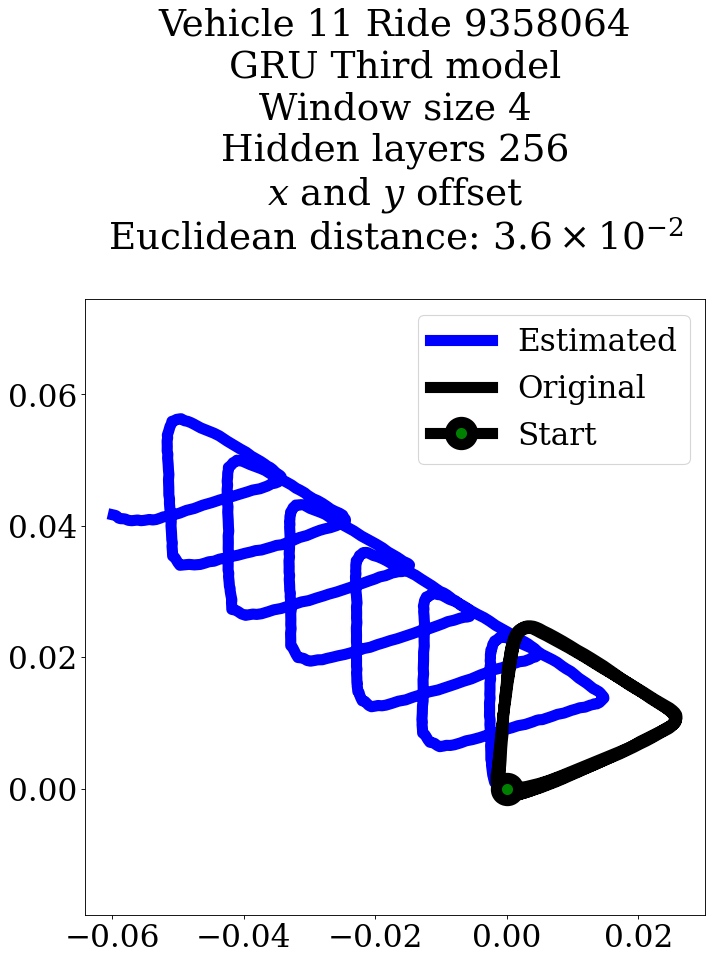 Vehicle 11 Ride 9358064
GRU Third model
Window size 4
Hidden layers 256
x and y offset
Euclidean distance: 3.6 × 10⁻²
Estimated
Original
Start
0.06
0.04
0.02
0.00
−0.06 −0.04 −0.02 0.00 0.02